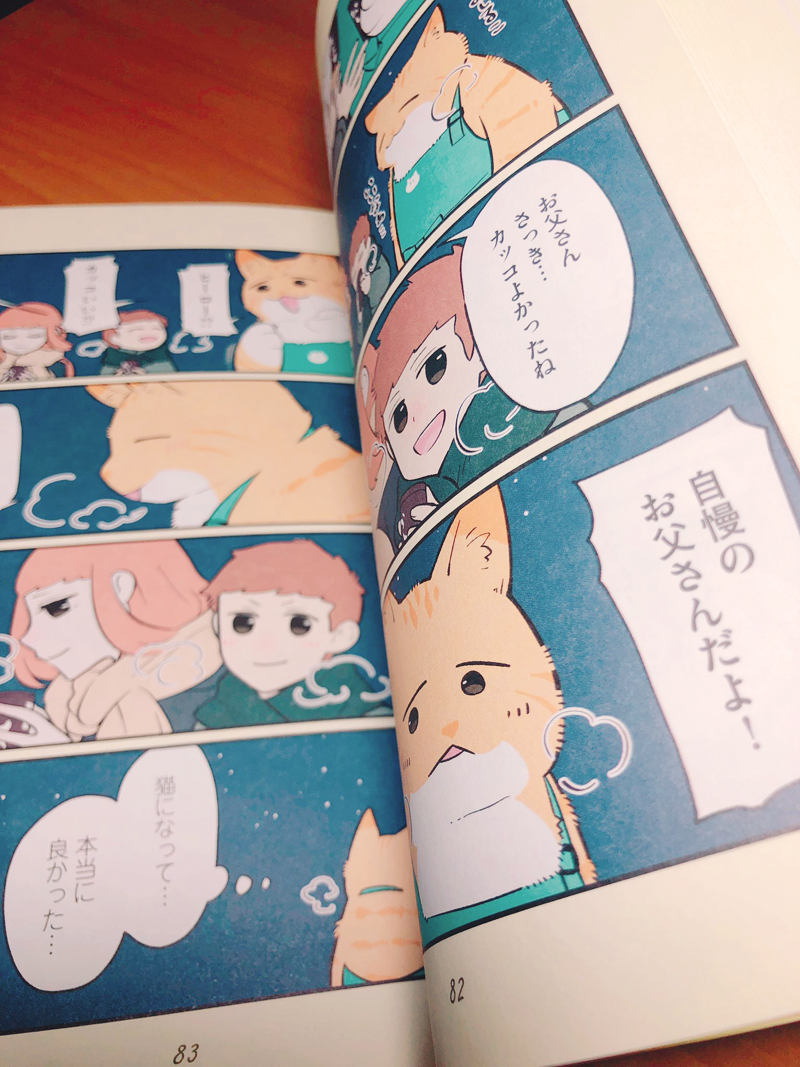 お父さん
さっき…
カッコよかったね
自慢の
お父さんだよ！
82
猫になって…
本当に
良かった…
83